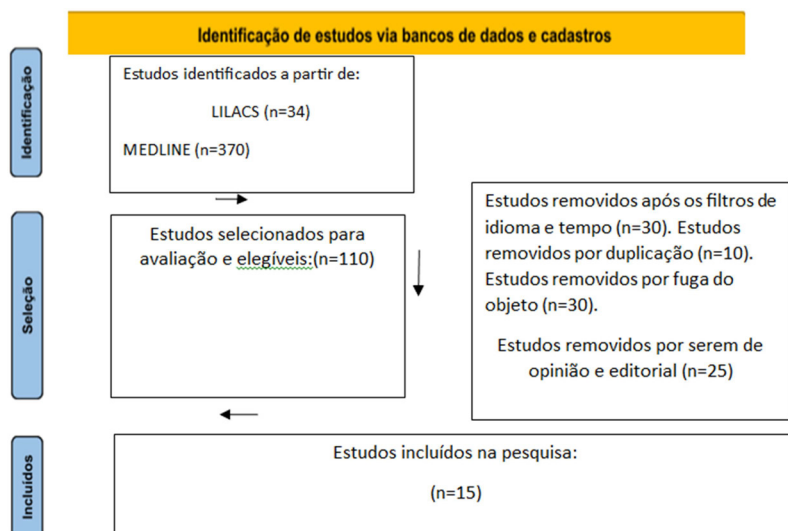 Identificação de estudos via bancos de dados e cadastros
Identificação
Estudos identificados a partir de:
LILACS (n=34)
MEDLINE (n=370)
Seleção
Estudos selecionados para
avaliação e elegíveis:(n=110)
Estudos removidos após os filtros de
idioma e tempo (n=30). Estudos
removidos por duplicação (n=10).
Estudos removidos por fuga do
objeto (n=30).
Estudos removidos por serem de
opinião e editorial (n=25)
Incluídos
Estudos incluídos na pesquisa:
(n=15)